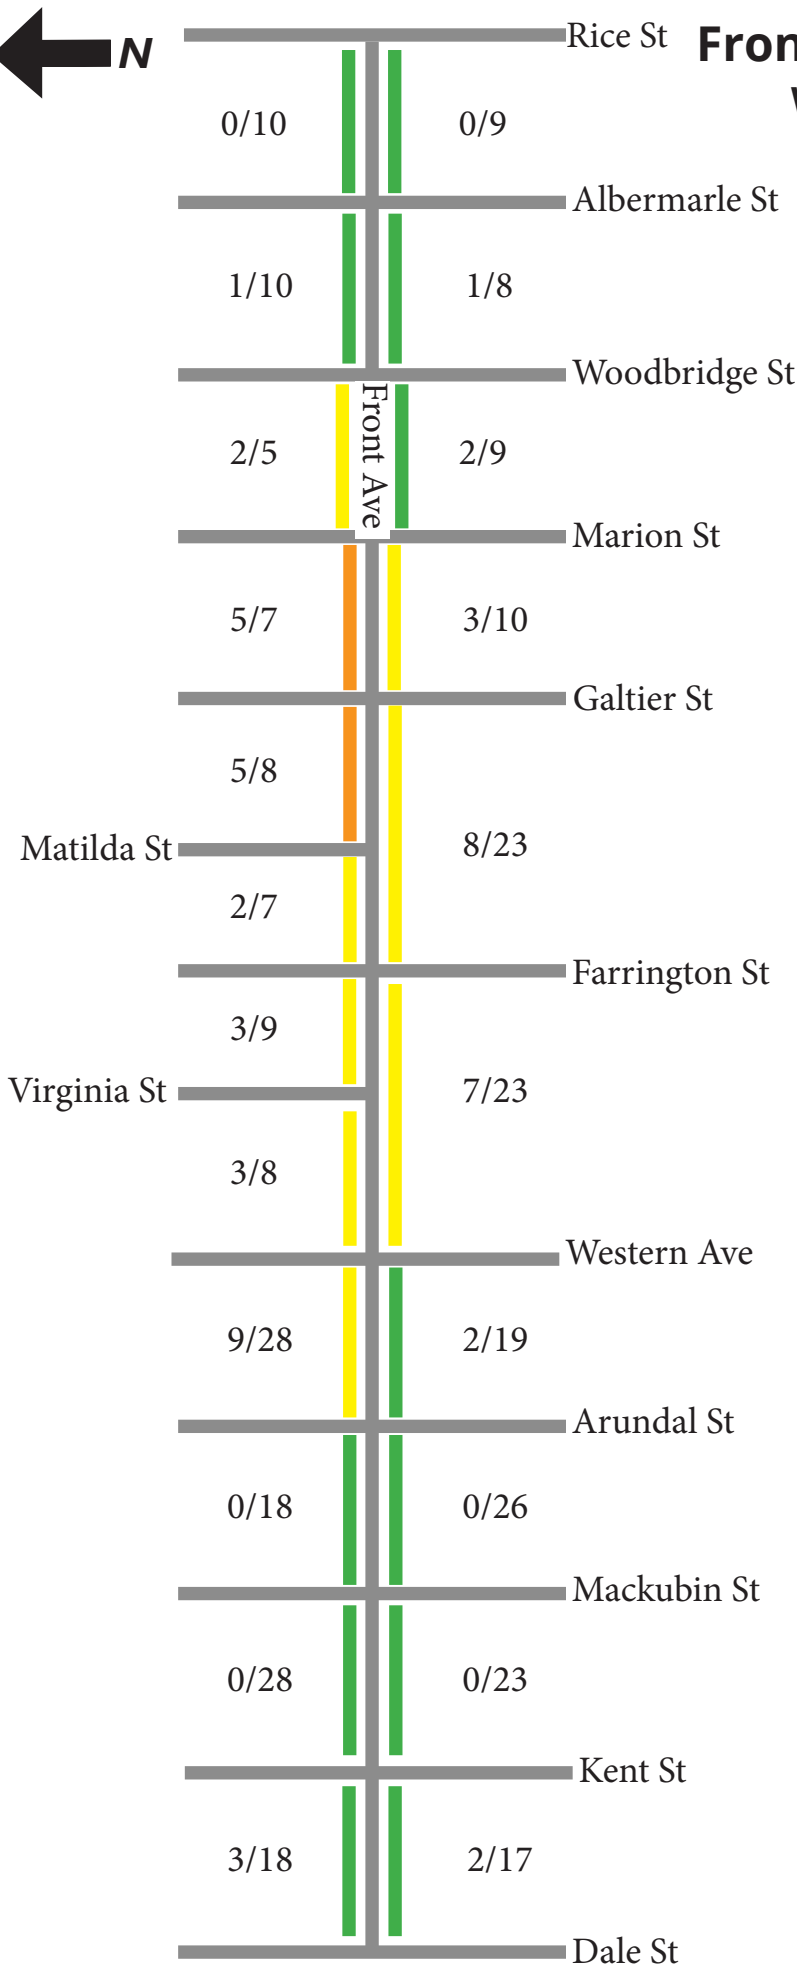 N
Rice St
Fron
0/10
0/9
Albermarle St
1/10
1/8
Woodbridge St
Front Ave
2/5
2/9
Marion St
5/7
3/10
Galtier St
5/8
8/23
Matilda St
2/7
Farrington St
3/9
Virginia St
7/23
3/8
Western Ave
9/28
2/19
Arundal St
0/18
0/26
Mackubin St
0/28
0/23
Kent St
3/18
2/17
Dale St